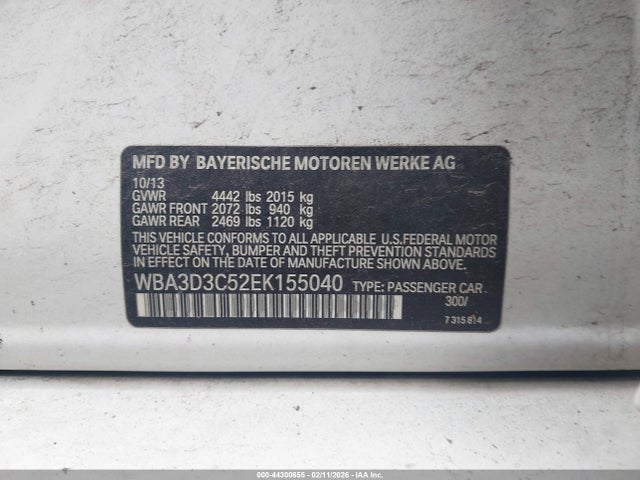 MFD BY BAYERISCHE MOTOREN WERKE AG
10/13
GVWR 4442 lbs 2015 kg
GAWR FRONT 2072 lbs 940 kg
GAWR REAR 2469 lbs 1120 kg
THIS VEHICLE CONFORMS TO ALL APPLICABLE U.S. FEDERAL MOTOR
VEHICLE SAFETY, BUMPER AND THEFT PREVENTION STANDARDS
IN EFFECT ON THE DATE OF MANUFACTURE SHOWN ABOVE.
WBA3D3C52EK155040 TYPE: PASSENGER CAR
300/
7 315 814
000-44300655 - 02/11/2026 - IAA Inc.